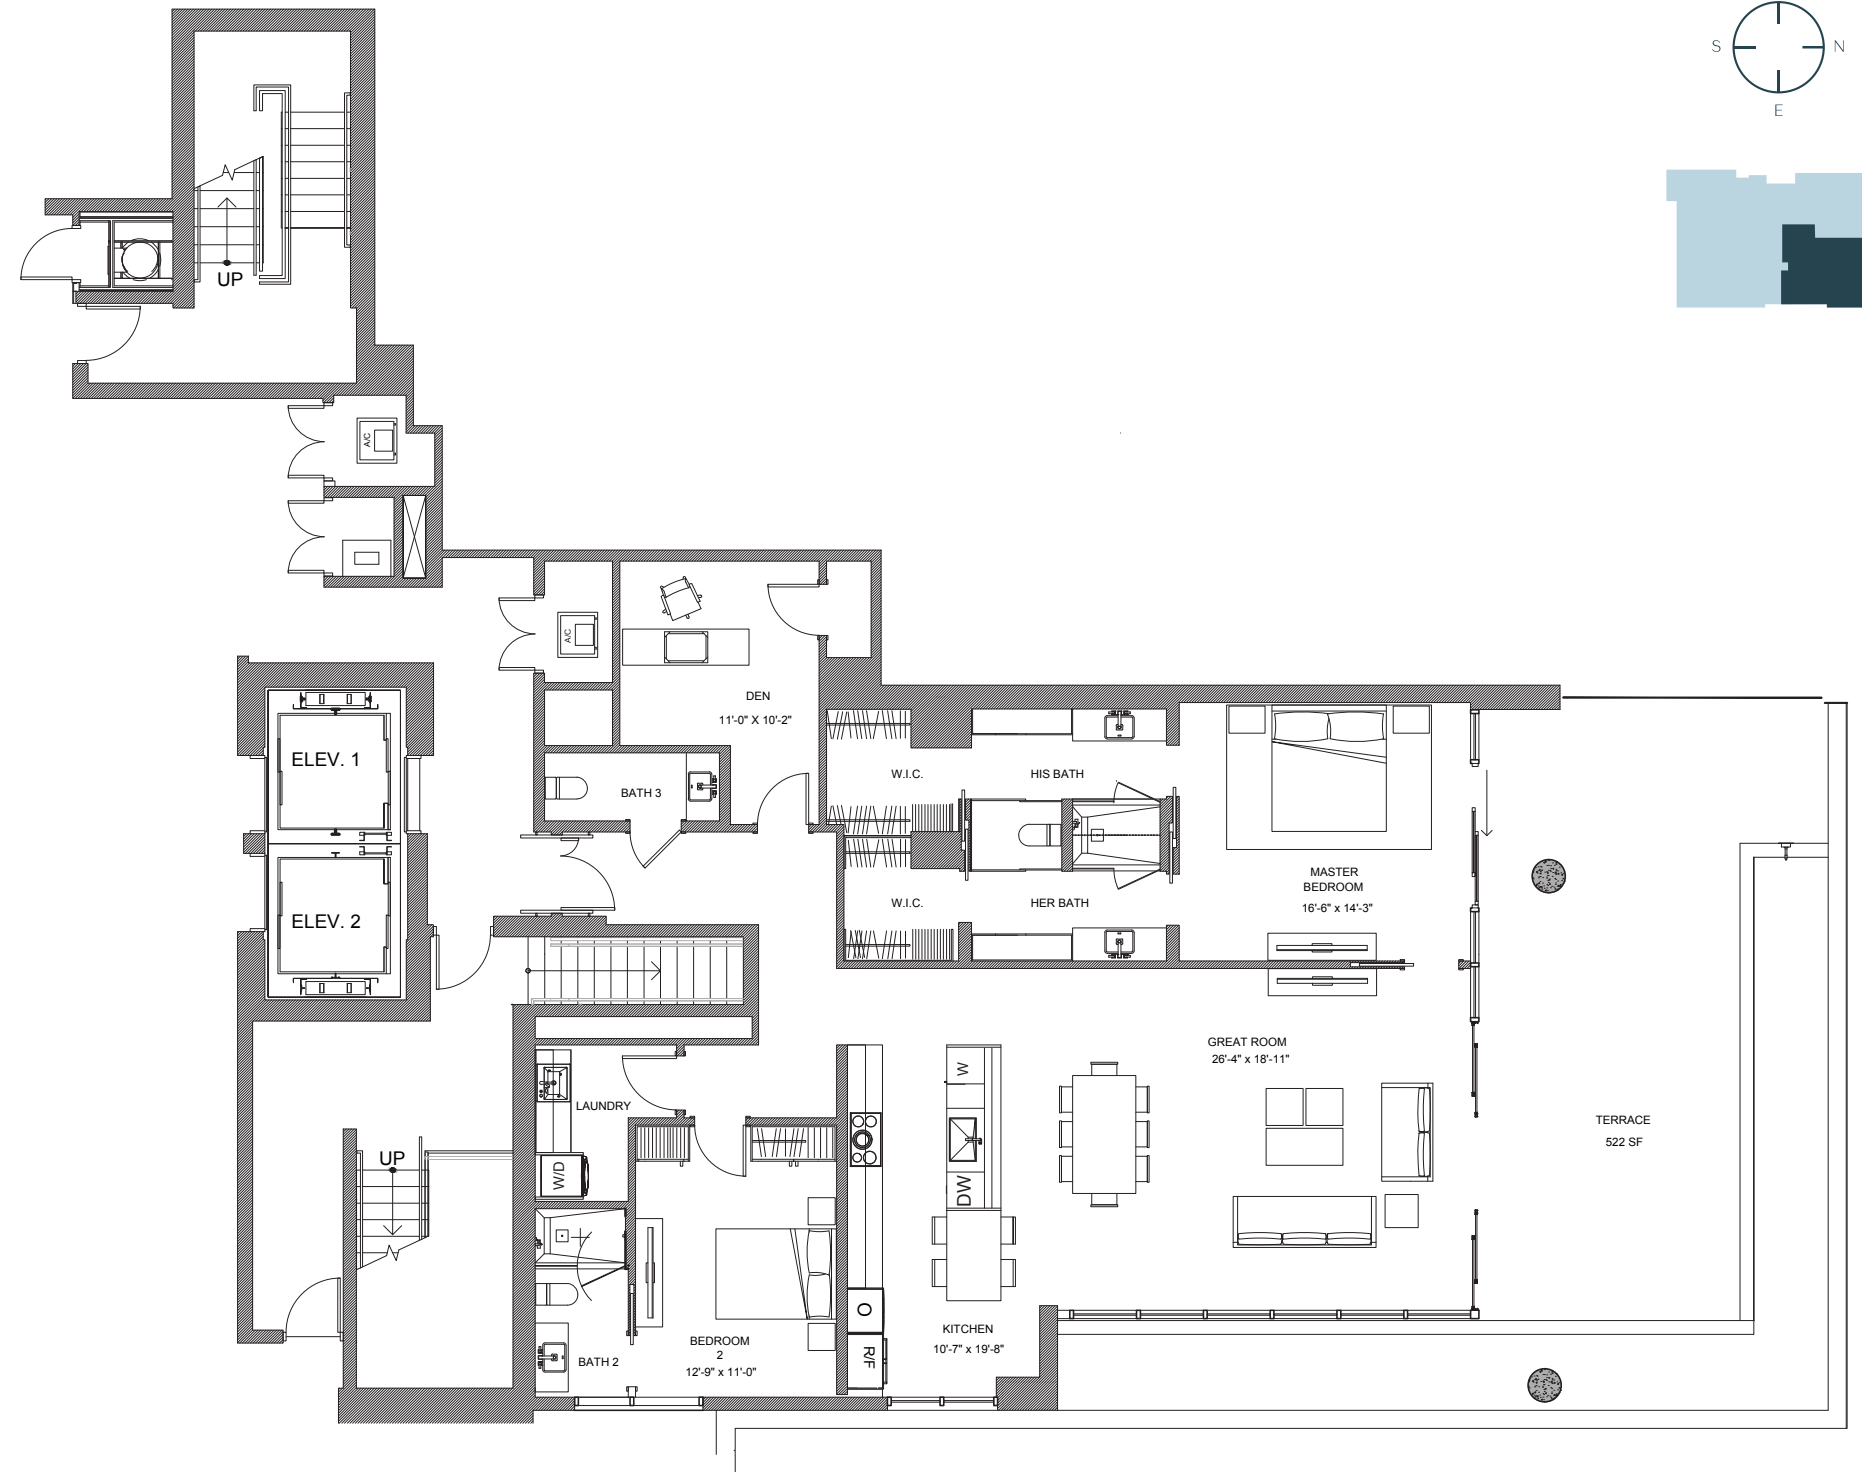 S
N
E
UP
A/C
A/C
DEN
11'-0" X 10'-2"
ELEV. 1
W.I.C.
HIS BATH
BATH 3
MASTER
BEDROOM
16'-6" x 14'-3"
W.I.C.
HER BATH
ELEV. 2
GREAT ROOM
26'-4" x 18'-11"
W
LAUNDRY
TERRACE
522 SF
UP
W/D
DW
O
KITCHEN
10'-7" x 19'-8"
R/F
BEDROOM
2
12'-9" x 11'-0"
BATH 2